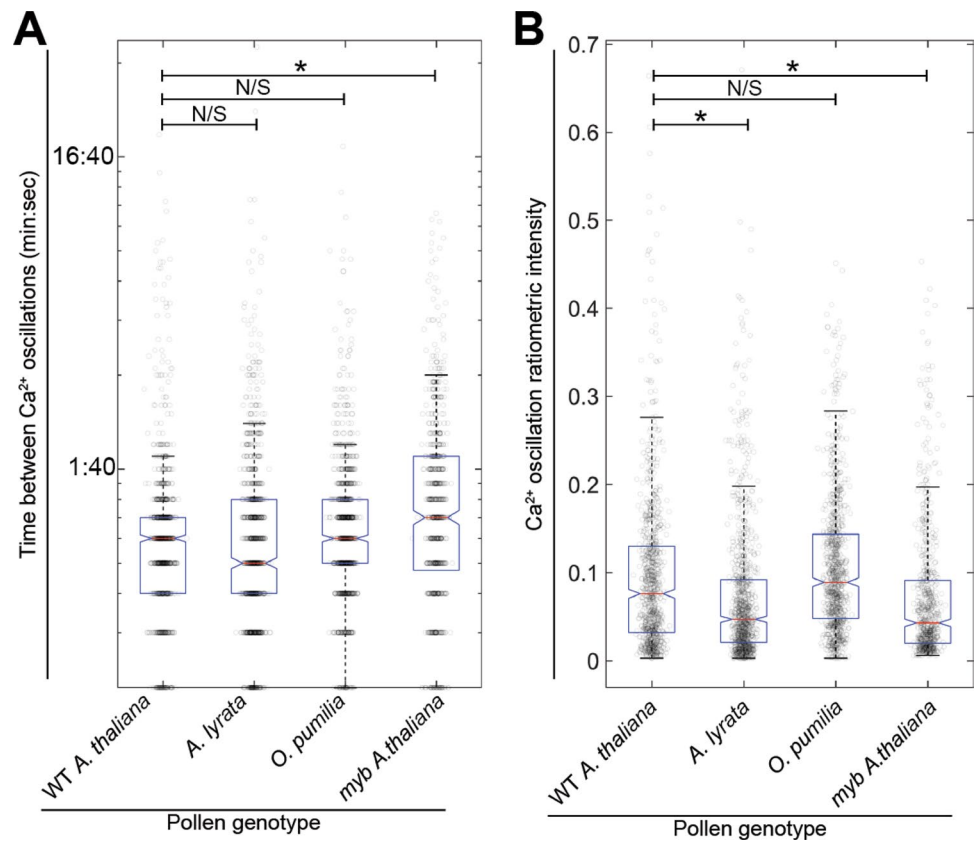 A
Time between Ca²⁺ oscillations (min:sec)
16:40
1:40
*
N/S
N/S
WT A. thaliana
A. lyrata
O. pumilia
myb A.thaliana
Pollen genotype
B
Ca²⁺ oscillation ratiometric intensity
0.7
0.6
0.5
0.4
0.3
0.2
0.1
0
*
N/S
*
WT A. thaliana
A. lyrata
O. pumilia
myb A.thaliana
Pollen genotype